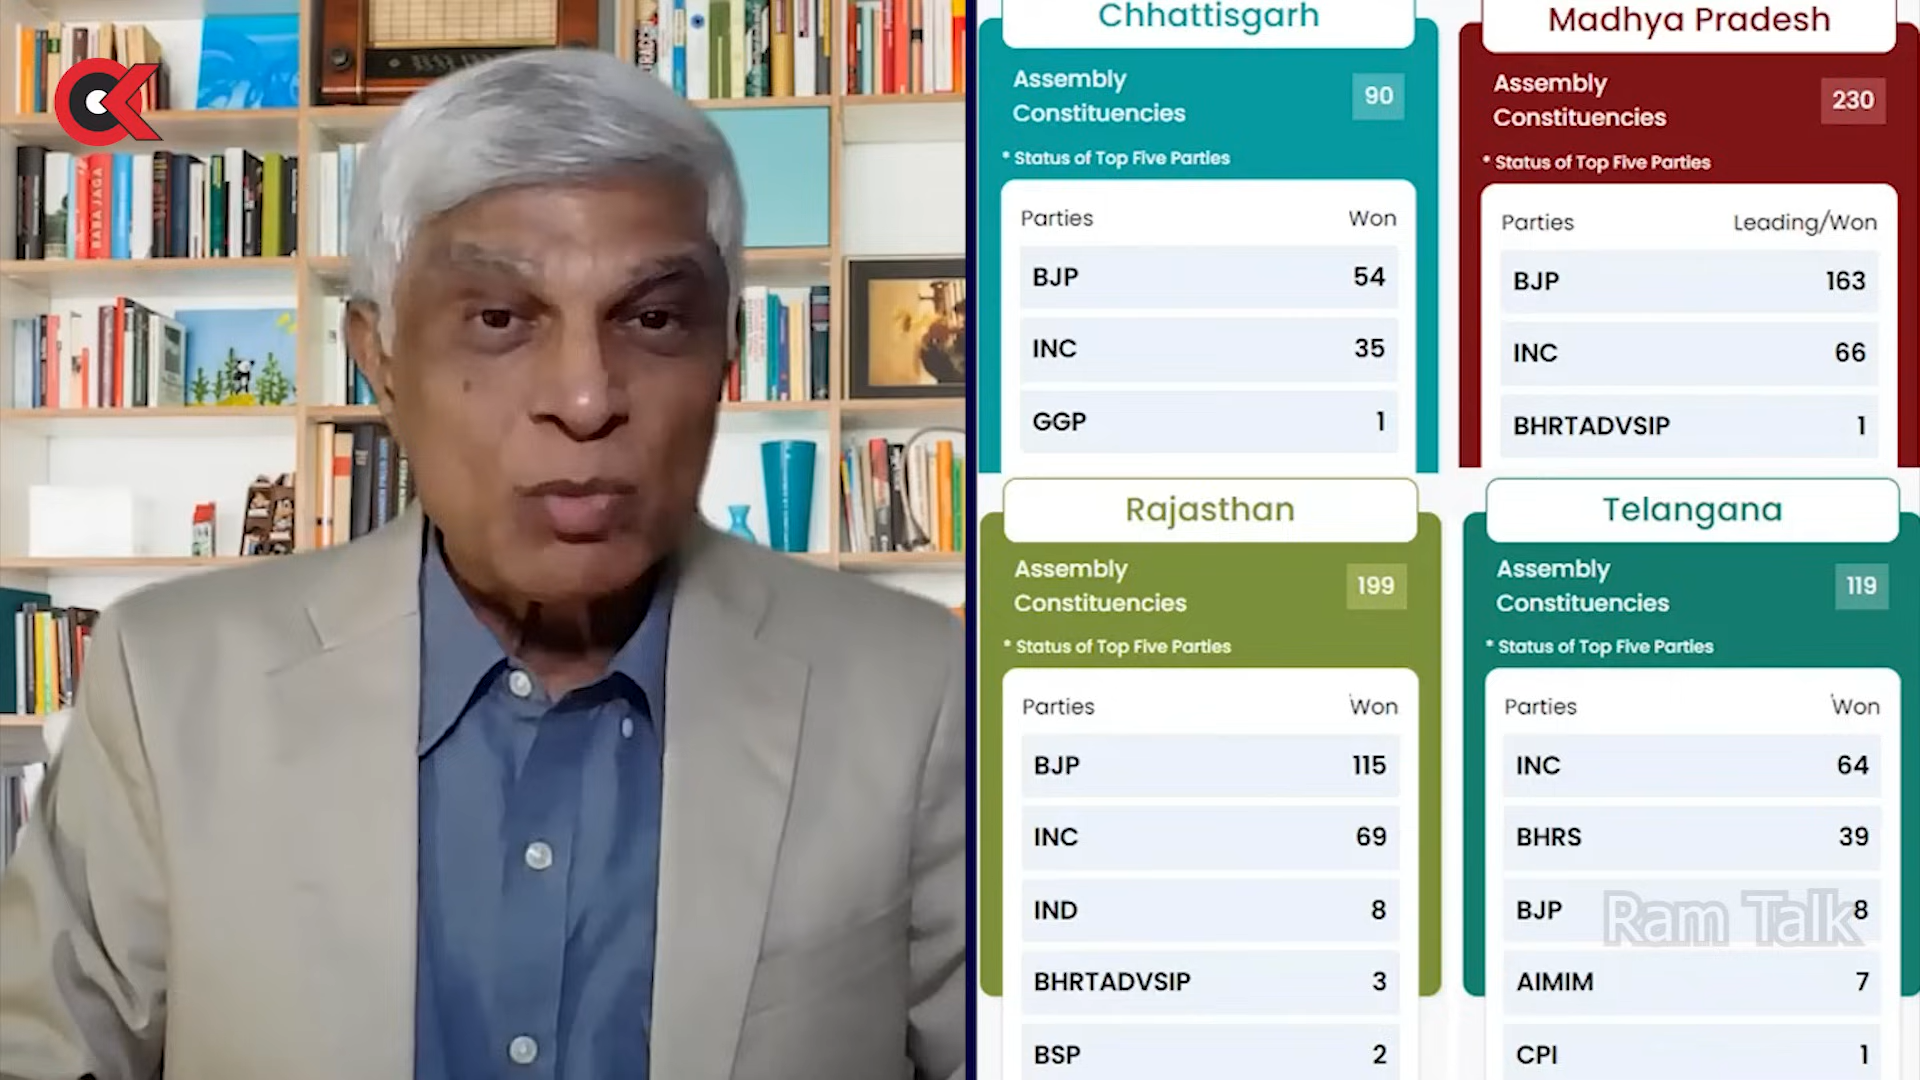 BABA JAGA
Chhattisgarh
Assembly
Constituencies
90
* Status of Top Five Parties
Parties Won
BJP 54
INC 35
GGP 1
Madhya Pradesh
Assembly
Constituencies
230
* Status of Top Five Parties
Parties Leading/Won
BJP 163
INC 66
BHRTADVSIP 1
Rajasthan
Assembly
Constituencies
199
* Status of Top Five Parties
Parties Won
BJP 115
INC 69
IND 8
BHRTADVSIP 3
BSP 2
Telangana
Assembly
Constituencies
119
* Status of Top Five Parties
Parties Won
INC 64
BHRS 39
BJP 8
Ram Talk
AIMIM 7
CPI 1